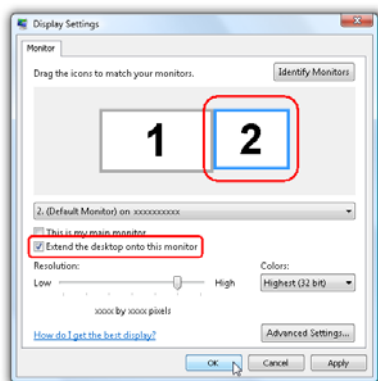 Display Settings
Monitor
Drag the icons to match your monitors.
Identify Monitors
1
2
2. (Default Monitor) on xxxxxxxxxx
This is my main monitor
Extend the desktop onto this monitor
Resolution:
Colors:
Low
High
Highest (32 bit)
xxxx by xxxx pixels
How do I get the best display?
Advanced Settings...
OK
Cancel
Apply